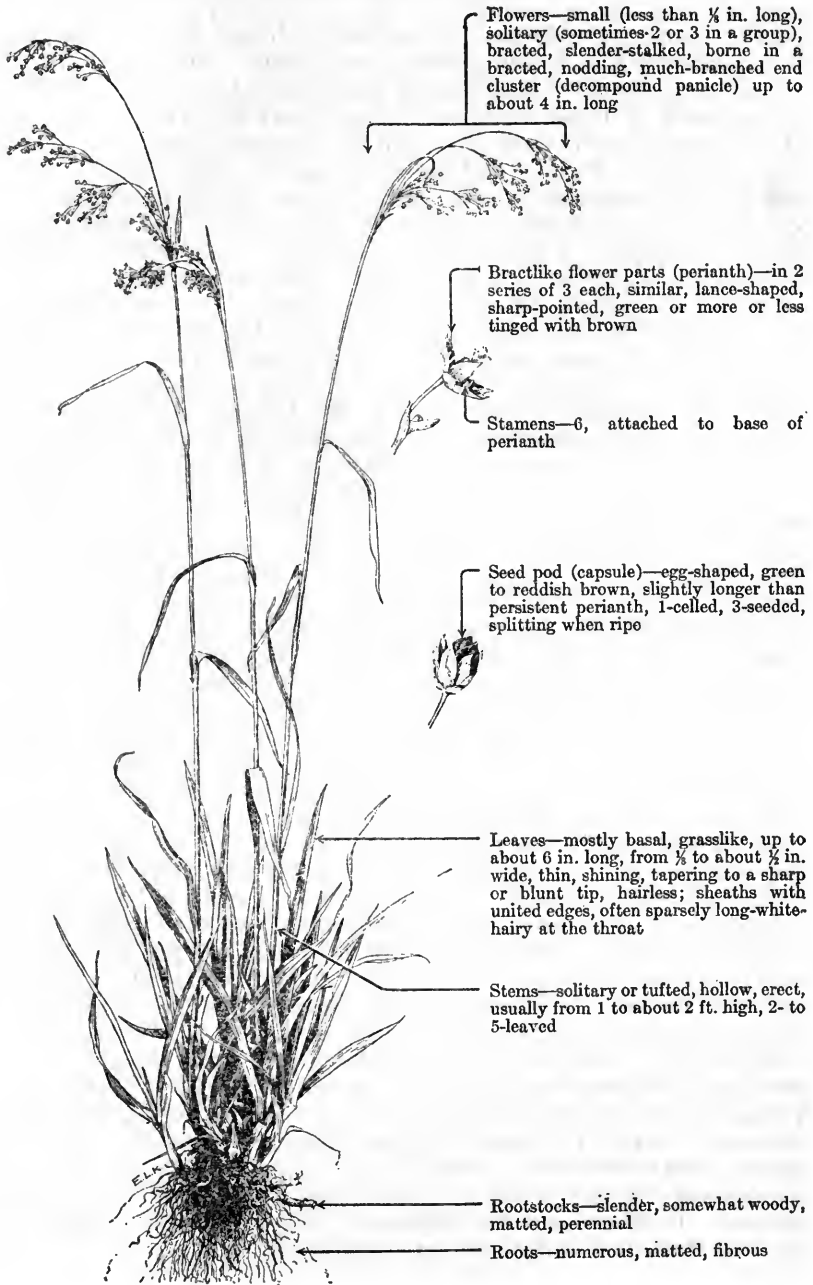 Flowers—small (less than ⅛ in. long),
solitary (sometimes 2 or 3 in a group),
bracted, slender-stalked, borne in a
bracted, nodding, much-branched end
cluster (decompound panicle) up to
about 4 in. long
Bractlike flower parts (perianth)—in 2
series of 3 each, similar, lance-shaped,
sharp-pointed, green or more or less
tinged with brown
Stamens—6, attached to base of
perianth
Seed pod (capsule)—egg-shaped, green
to reddish brown, slightly longer than
persistent perianth, 1-celled, 3-seeded,
splitting when ripe
Leaves—mostly basal, grasslike, up to
about 6 in. long, from to about ½ in.
wide, thin, shining, tapering to a sharp
or blunt tip, hairless; sheaths with
united edges, often sparsely long-white-
hairy at the throat
Stems—solitary or tufted, hollow, erect,
usually from 1 to about 2 ft. high, 2- to
5-leaved
E.L.K.
Rootstocks—slender, somewhat woody,
matted, perennial
Roots—numerous, matted, fibrous